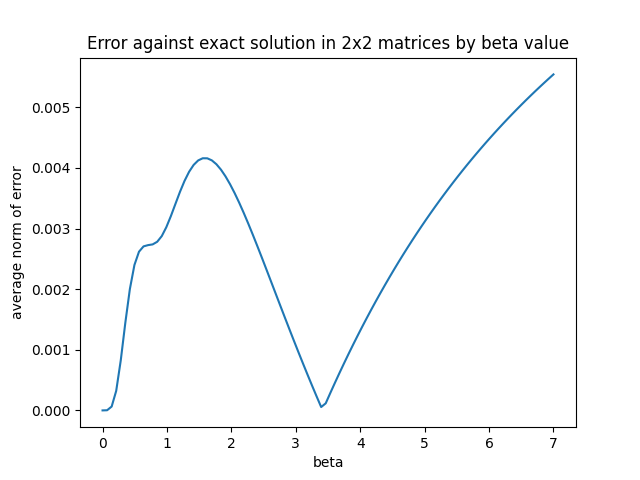 Error against exact solution in 2x2 matrices by beta value
average norm of error
0.005
0.004
0.003
0.002
0.001
0.000
0 1 2 3 4 5 6 7
beta